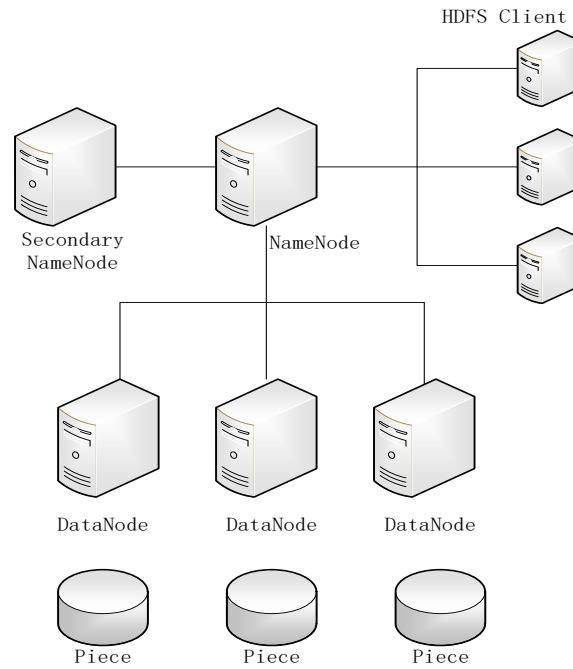 HDFS Client
Secondary
NameNode
NameNode
DataNode
DataNode
DataNode
Piece
Piece
Piece